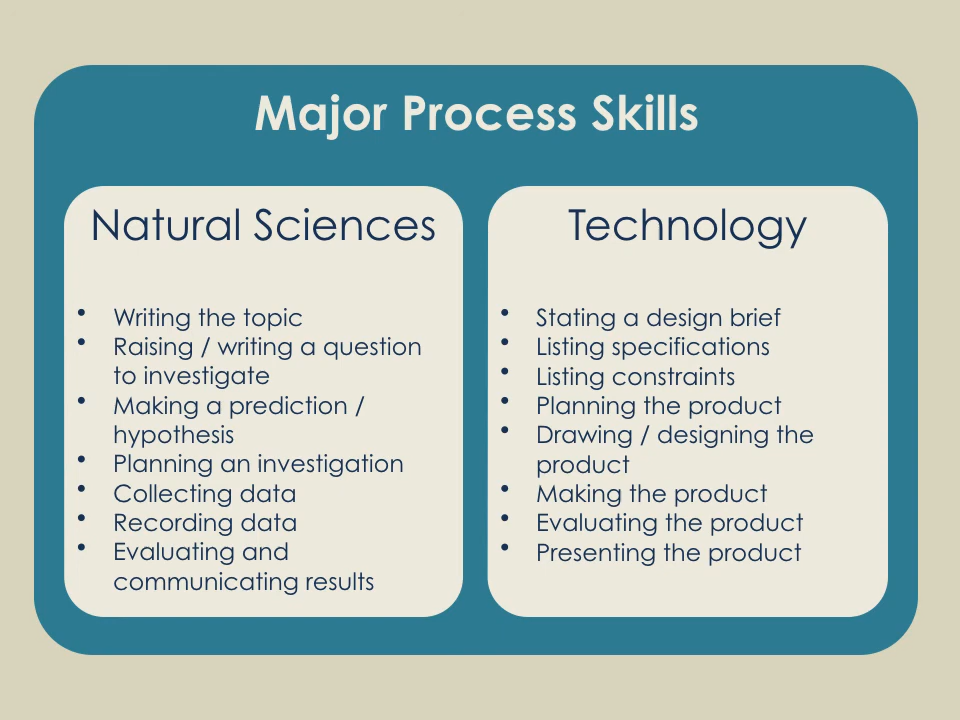 Major Process Skills
Natural Sciences
• Writing the topic
• Raising / writing a question
to investigate
• Making a prediction /
hypothesis
• Planning an investigation
• Collecting data
• Recording data
• Evaluating and
communicating results
Technology
• Stating a design brief
• Listing specifications
• Listing constraints
• Planning the product
• Drawing / designing the
product
• Making the product
• Evaluating the product
• Presenting the product